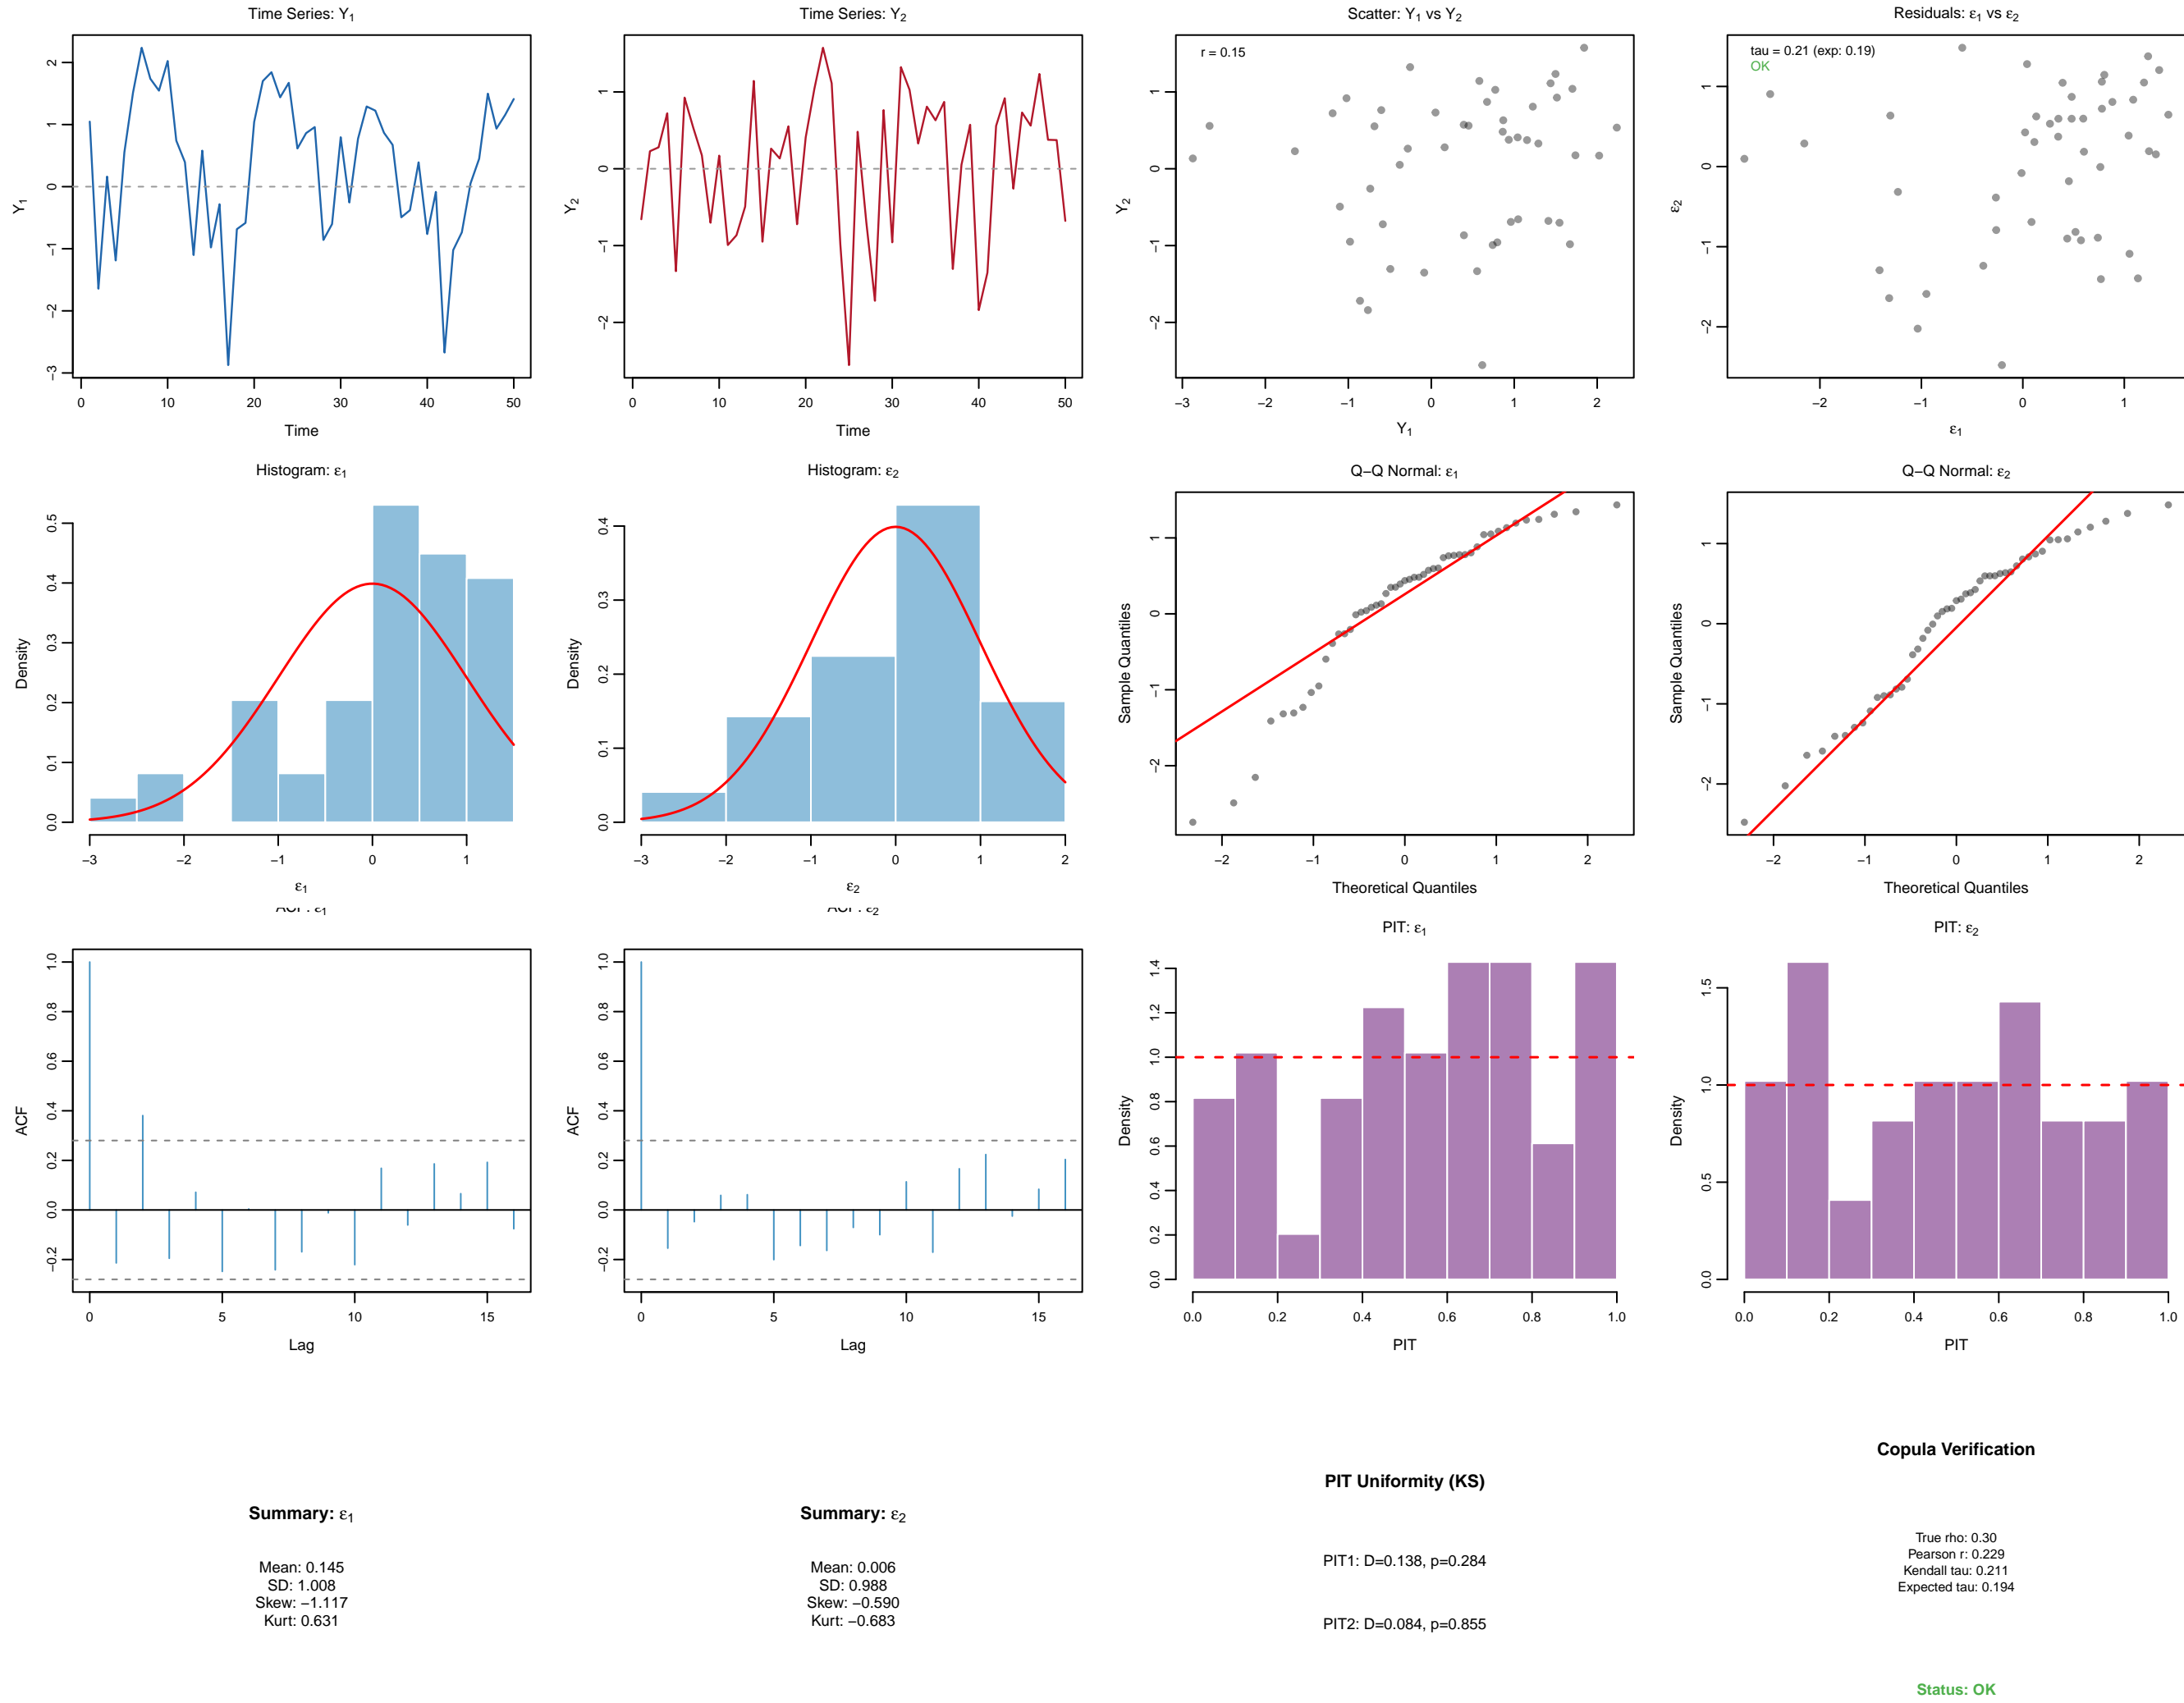 Time Series: Y1
2
1
0
−1
−2
−3
Y1
0 10 20 30 40 50
Time
Time Series: Y2
1
0
−1
−2
Y2
0 10 20 30 40 50
Time
Scatter: Y1 vs Y2
r = 0.15
1
0
−1
−2
Y2
−3 −2 −1 0 1 2
Y1
Residuals: ε1 vs ε2
tau = 0.21 (exp: 0.19)
OK
1
0
−1
−2
ε2
−2 −1 0 1
ε1
Histogram: ε1
0.5
0.4
0.3
0.2
0.1
0.0
Density
−3 −2 −1 0 1
ε1
Histogram: ε2
0.4
0.3
0.2
0.1
0.0
Density
−3 −2 −1 0 1 2
ε2
Q−Q Normal: ε1
1
0
−1
−2
Sample Quantiles
−2 −1 0 1 2
Theoretical Quantiles
Q−Q Normal: ε2
1
0
−1
−2
Sample Quantiles
−2 −1 0 1 2
Theoretical Quantiles
ACF: ε1
1.0
0.8
0.6
0.4
0.2
0.0
−0.2
ACF
0 5 10 15
Lag
ACF: ε2
1.0
0.8
0.6
0.4
0.2
0.0
−0.2
ACF
0 5 10 15
Lag
PIT: ε1
1.4
1.2
1.0
0.8
0.6
0.4
0.2
0.0
Density
0.0 0.2 0.4 0.6 0.8 1.0
PIT
PIT: ε2
1.5
1.0
0.5
0.0
Density
0.0 0.2 0.4 0.6 0.8 1.0
PIT
Summary: ε1
Mean: 0.145
SD: 1.008
Skew: −1.117
Kurt: 0.631
Summary: ε2
Mean: 0.006
SD: 0.988
Skew: −0.590
Kurt: −0.683
PIT Uniformity (KS)
PIT1: D=0.138, p=0.284
PIT2: D=0.084, p=0.855
Copula Verification
True rho: 0.30
Pearson r: 0.229
Kendall tau: 0.211
Expected tau: 0.194
Status: OK